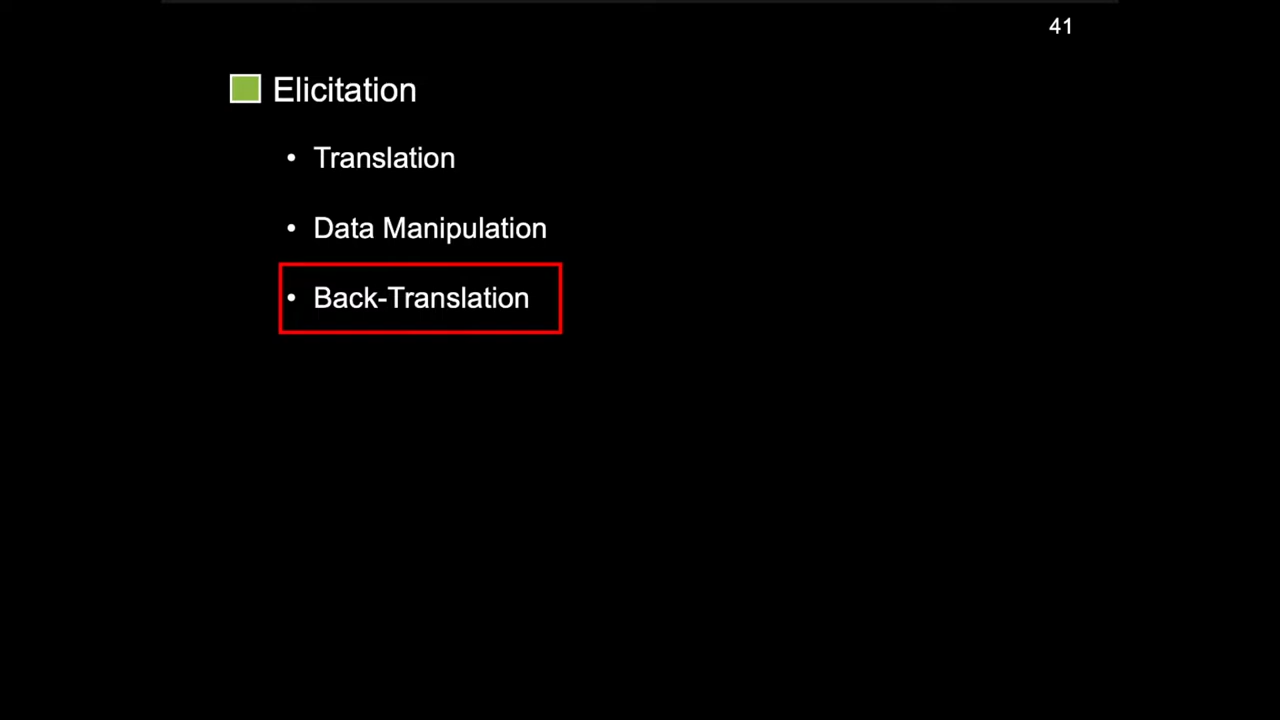 41
Elicitation
• Translation
• Data Manipulation
• Back-Translation